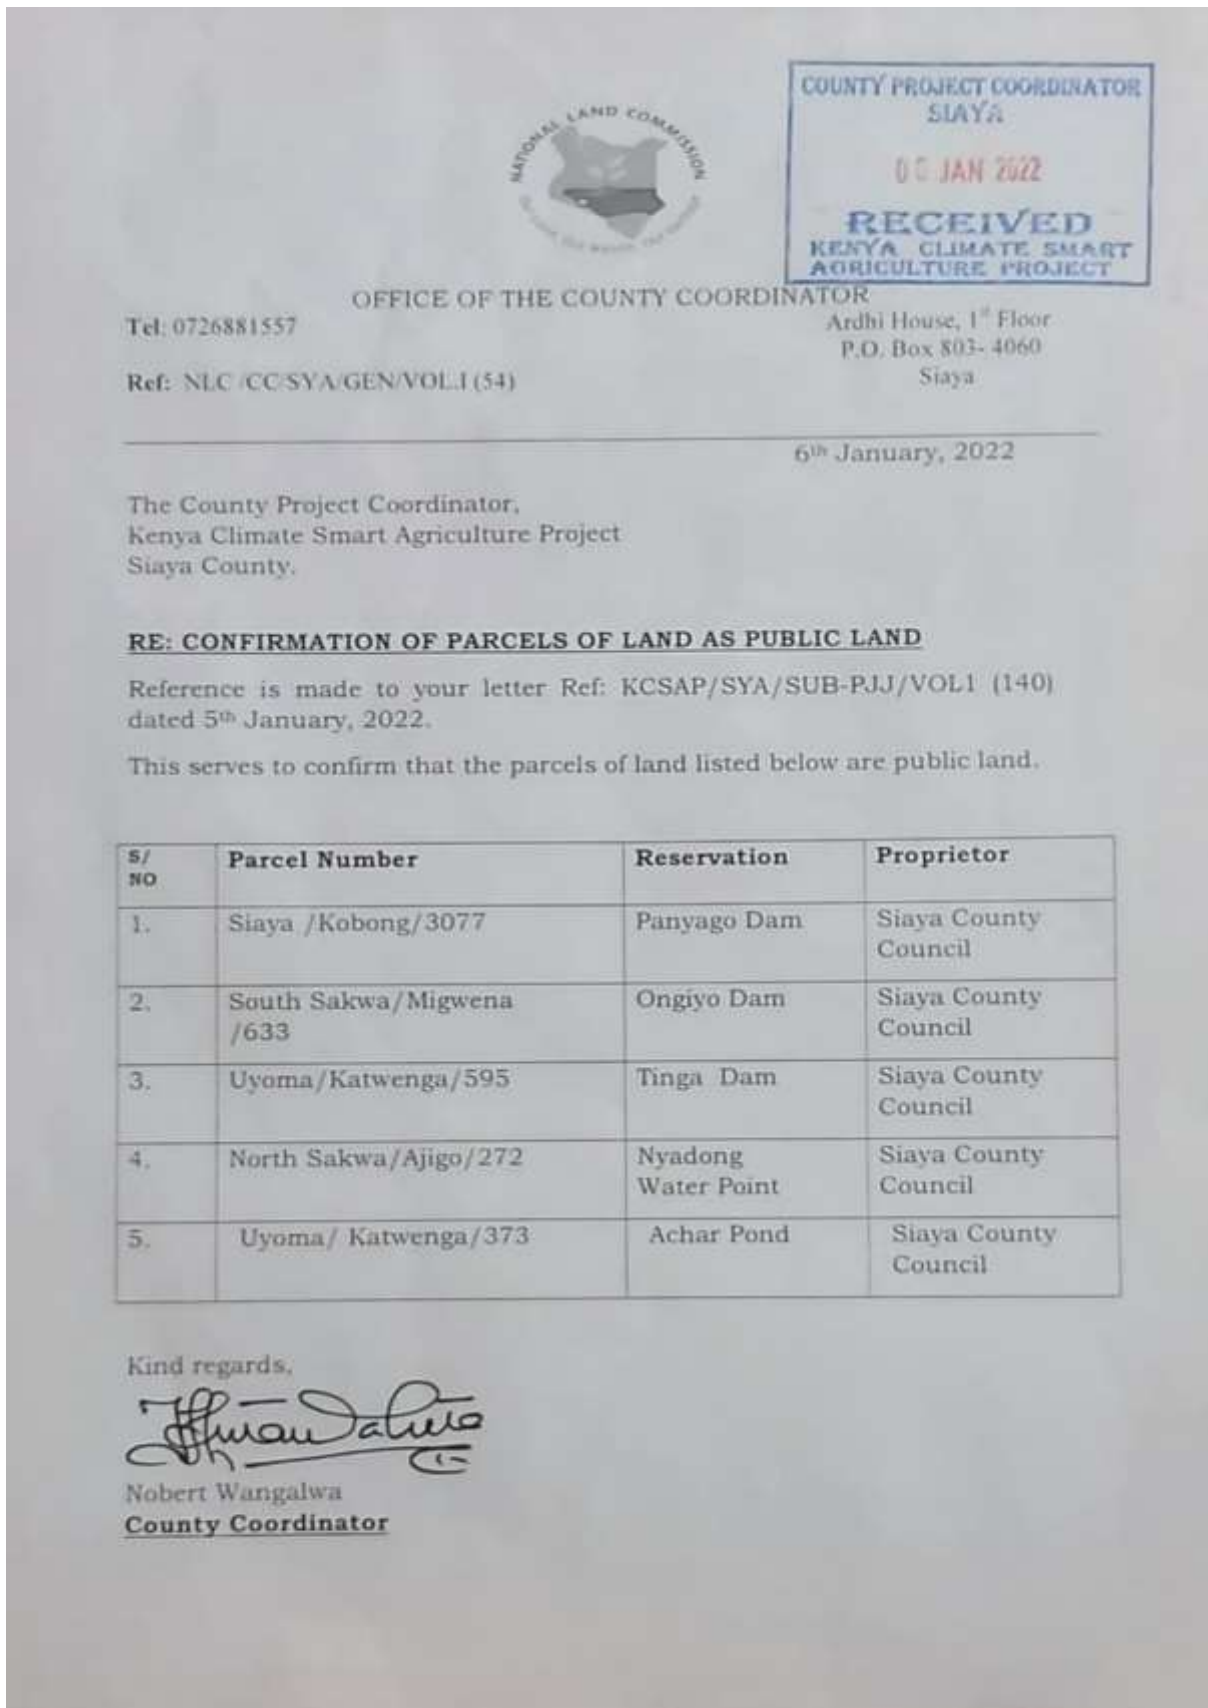 NATIONAL LAND COMMISSION
COUNTY PROJECT COORDINATOR
SIAYA
JAN 2022
RECEIVED
KENYA CLIMATE SMART
AGRICULTURE PROJECT
OFFICE OF THE COUNTY COORDINATOR
Tel: 0726881557
Ardhi House, 1st Floor
P.O. Box 803- 4060
Siaya
Ref: NLC /CC/SYA/GEN/VOL.I (54)
6th January, 2022
The County Project Coordinator,
Kenya Climate Smart Agriculture Project
Siaya County.
RE: CONFIRMATION OF PARCELS OF LAND AS PUBLIC LAND
Reference is made to your letter Ref: KCSAP/SYA/SUB-PJJ/VOL1 (140)
dated 5th January, 2022.
This serves to confirm that the parcels of land listed below are public land.
S/ NO Parcel Number Reservation Proprietor
1. Siaya /Kobong/3077 Panyago Dam Siaya County
Council
2. South Sakwa/Migwena Ongiyo Dam Siaya County
/633 Council
3. Uyoma/Katwenga/595 Tinga Dam Siaya County
Council
4. North Sakwa/Ajigo/272 Nyadong Siaya County
Water Point Council
5. Uyoma/ Katwenga/373 Achar Pond Siaya County
Council
Kind regards,
Nobert Wangalwa
County Coordinator